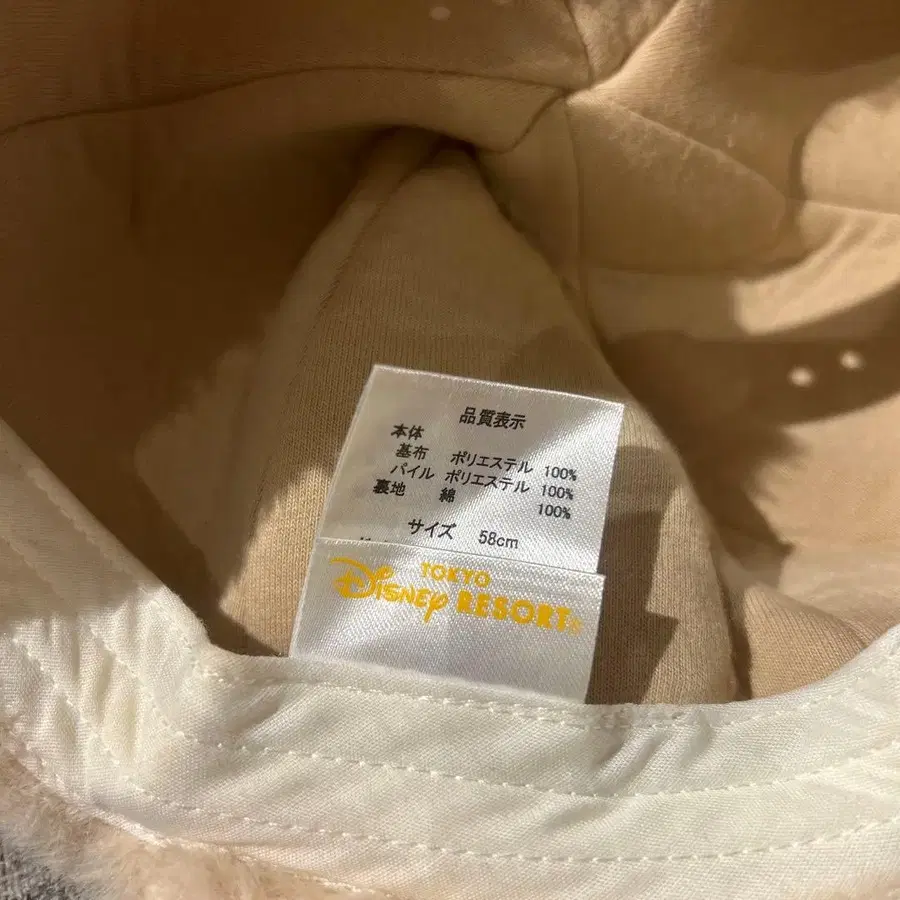 品質表示
本体
基布 ポリエステル 100%
パイル ポリエステル 100%
裏地 綿 100%
サイズ 58cm
TOKYO
DISNEY RESORT®